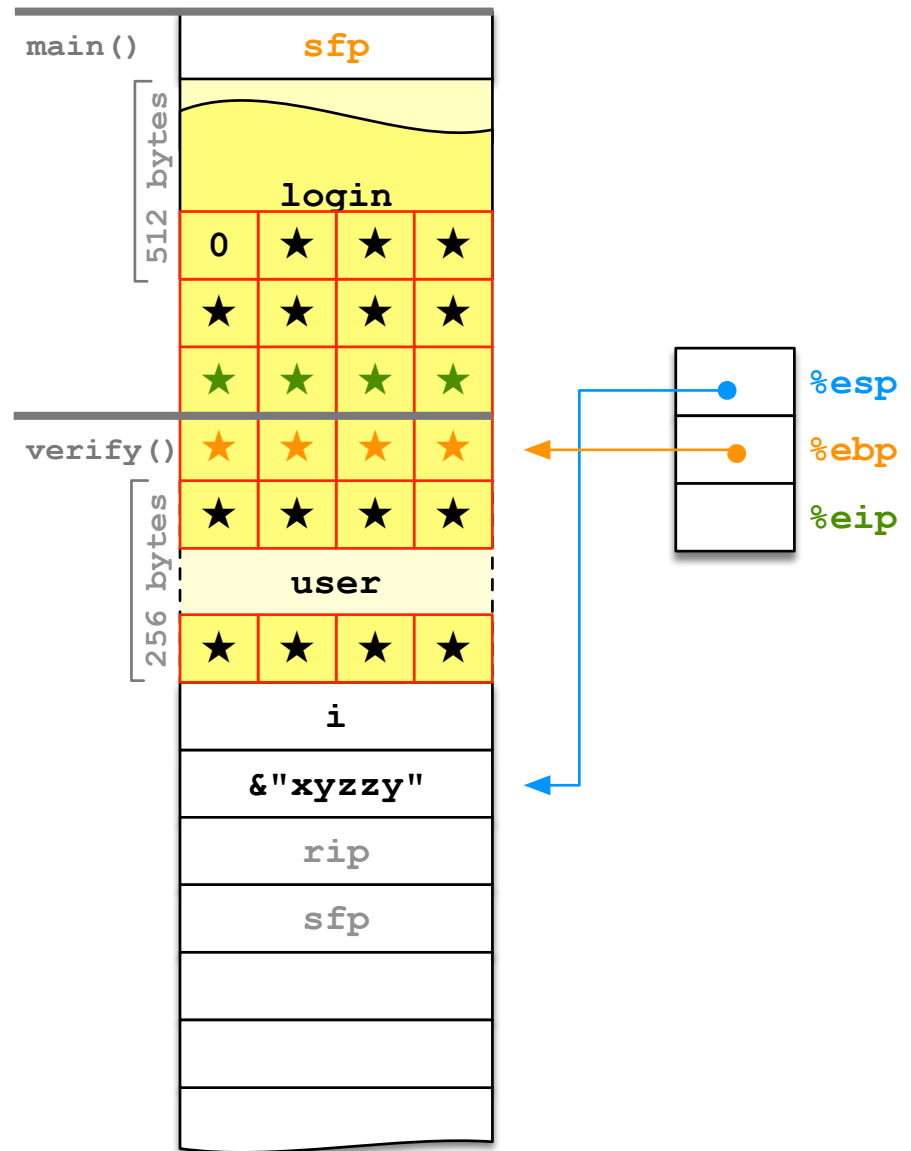 main()
sfp
512 bytes
login
0 ★ ★ ★
★ ★ ★ ★
★ ★ ★ ★
%esp
verify()
★ ★ ★ ★
%ebp
★ ★ ★ ★
%eip
256 bytes
user
★ ★ ★ ★
i
&"xyzzy"
rip
sfp